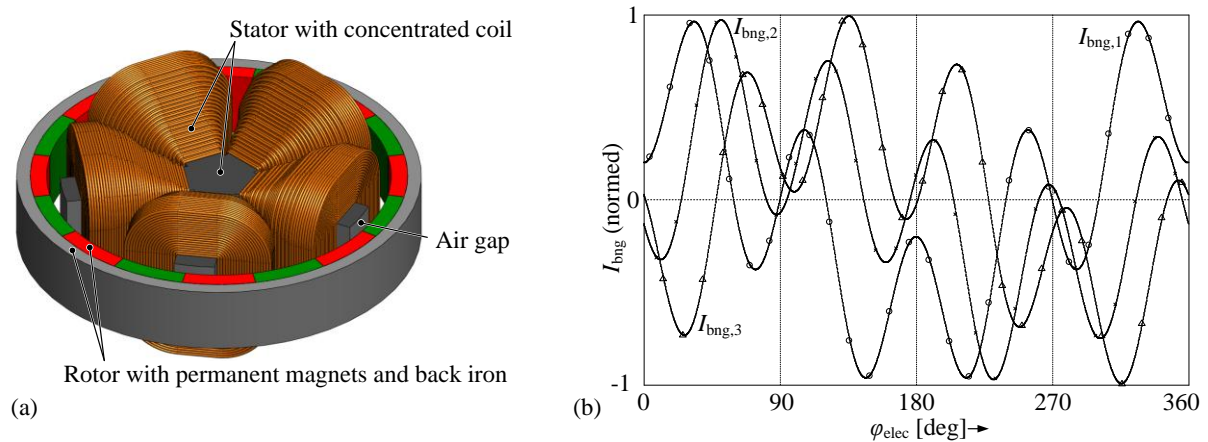 Stator with concentrated coil
Air gap
Rotor with permanent magnets and back iron
(a)
1
I_bng,2
I_bng,1
I_bng (normed)
0
I_bng,3
-1
0 90 180 270 360
φ_elec [deg]→
(b)